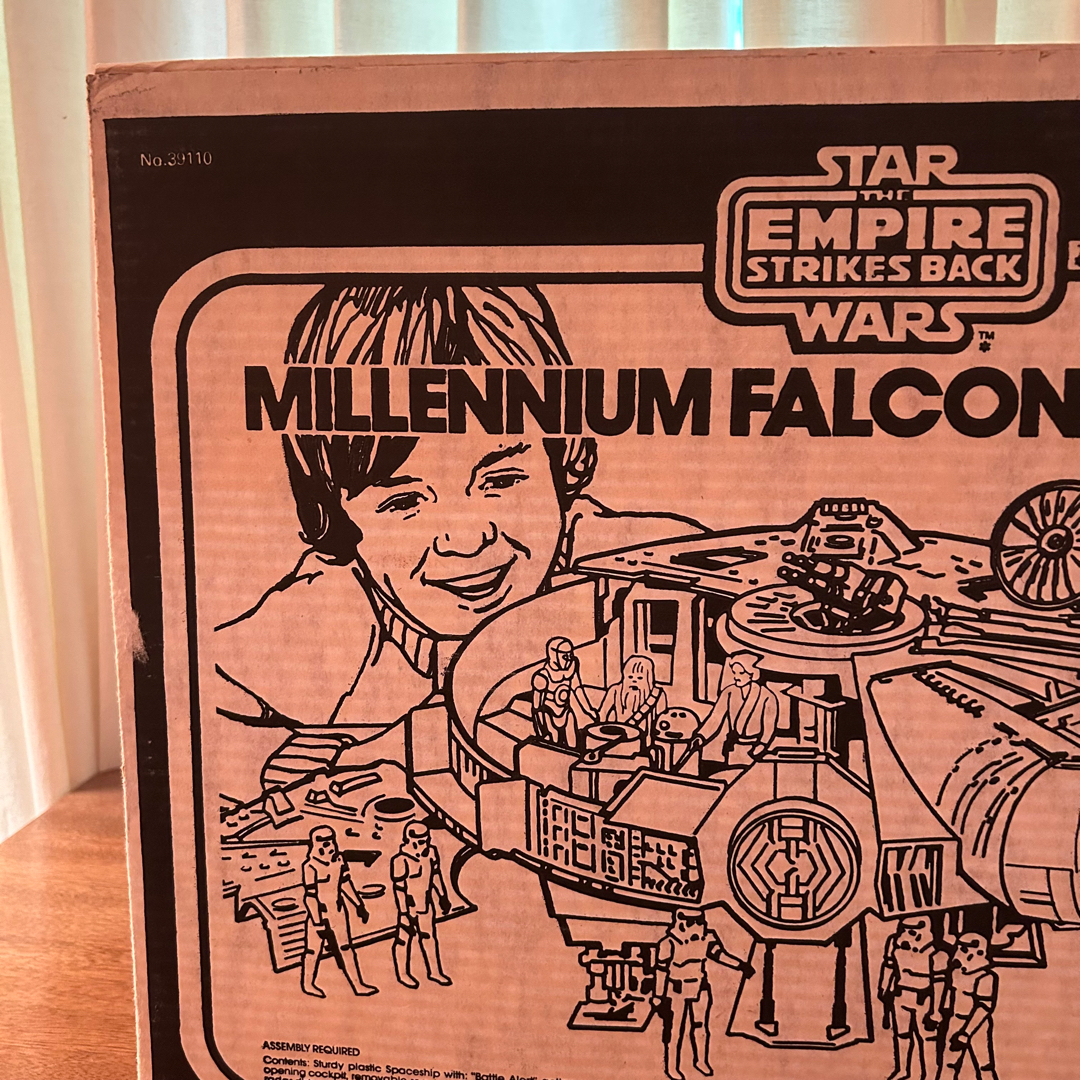 No.39110
STAR
THE
EMPIRE
STRIKES BACK
WARS
TM
MILLENNIUM FALCON
ASSEMBLY REQUIRED
Contents: Sturdy plastic Spaceship with: "Battle Alert"
opening cockpit, removable